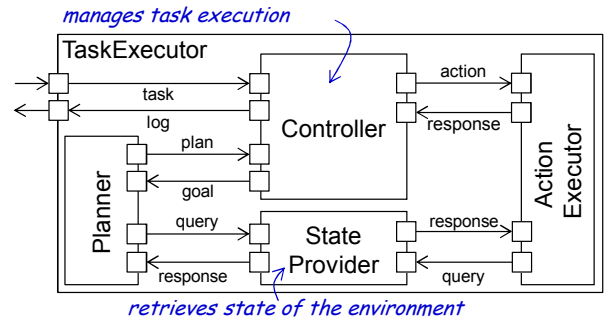 manages task execution
TaskExecutor
task
log
Controller
action
response
plan
goal
Planner
query
response
State
Provider
response
query
Action
Executor
retrieves state of the environment